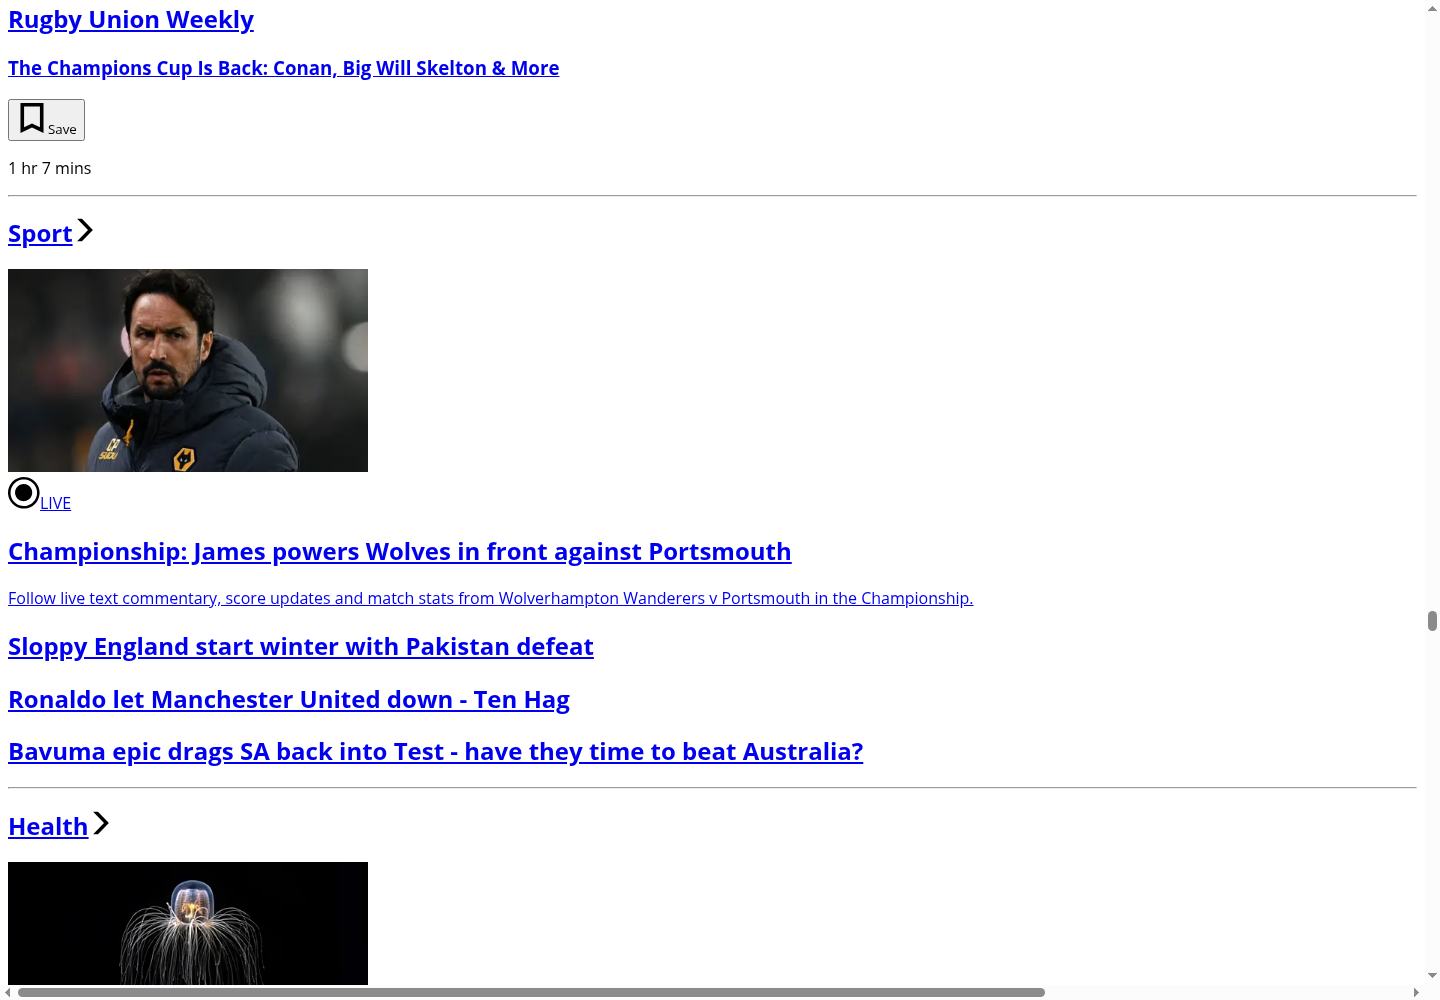 Rugby Union Weekly
The Champions Cup Is Back: Conan, Big Will Skelton & More
Save
1 hr 7 mins
Sport
CP
LIVE
Championship: James powers Wolves in front against Portsmouth
Follow live text commentary, score updates and match stats from Wolverhampton Wanderers v Portsmouth in the Championship.
Sloppy England start winter with Pakistan defeat
Ronaldo let Manchester United down - Ten Hag
Bavuma epic drags SA back into Test - have they time to beat Australia?
Health